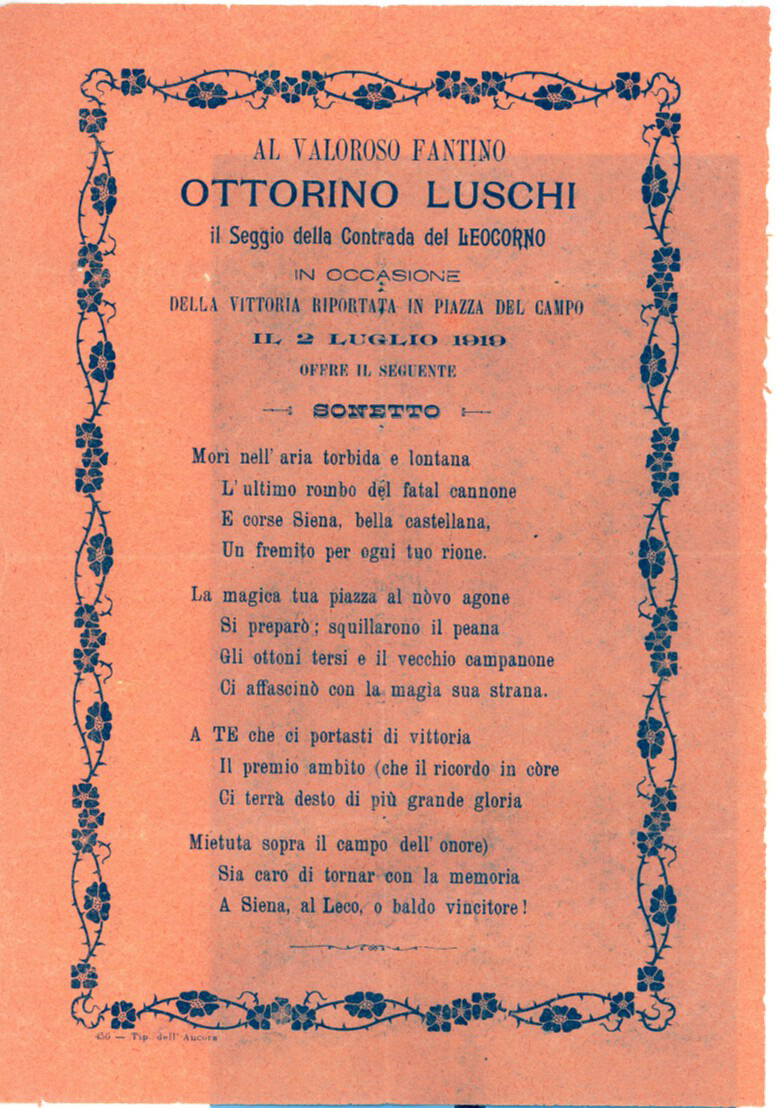 AL VALOROSO FANTINO
OTTORINO LUSCHI
il Seggio della Contrada del LEOCORNO
IN OCCASIONE
DELLA VITTORIA RIPORTATA IN PIAZZA DEL CAMPO
IL 2 LUGLIO 1919
OFFRE IL SEGUENTE
SONETTO
Morì nell' aria torbida e lontana
L' ultimo rombo del fatal cannone
E corse Siena, bella castellana,
Un fremito per ogni tuo rione.
La magica tua piazza al nòvo agone
Si preparò; squillarono il peana
Gli ottoni tersi e il vecchio campanone
Ci affascinò con la magìa sua strana.
A TE che ci portasti di vittoria
Il premio ambito (che il ricordo in còre
Ci terrà desto di più grande gloria
Mietuta sopra il campo dell' onore)
Sia caro di tornar con la memoria
A Siena, al Leco, o baldo vincitore!
— Tip. dell' Ancora